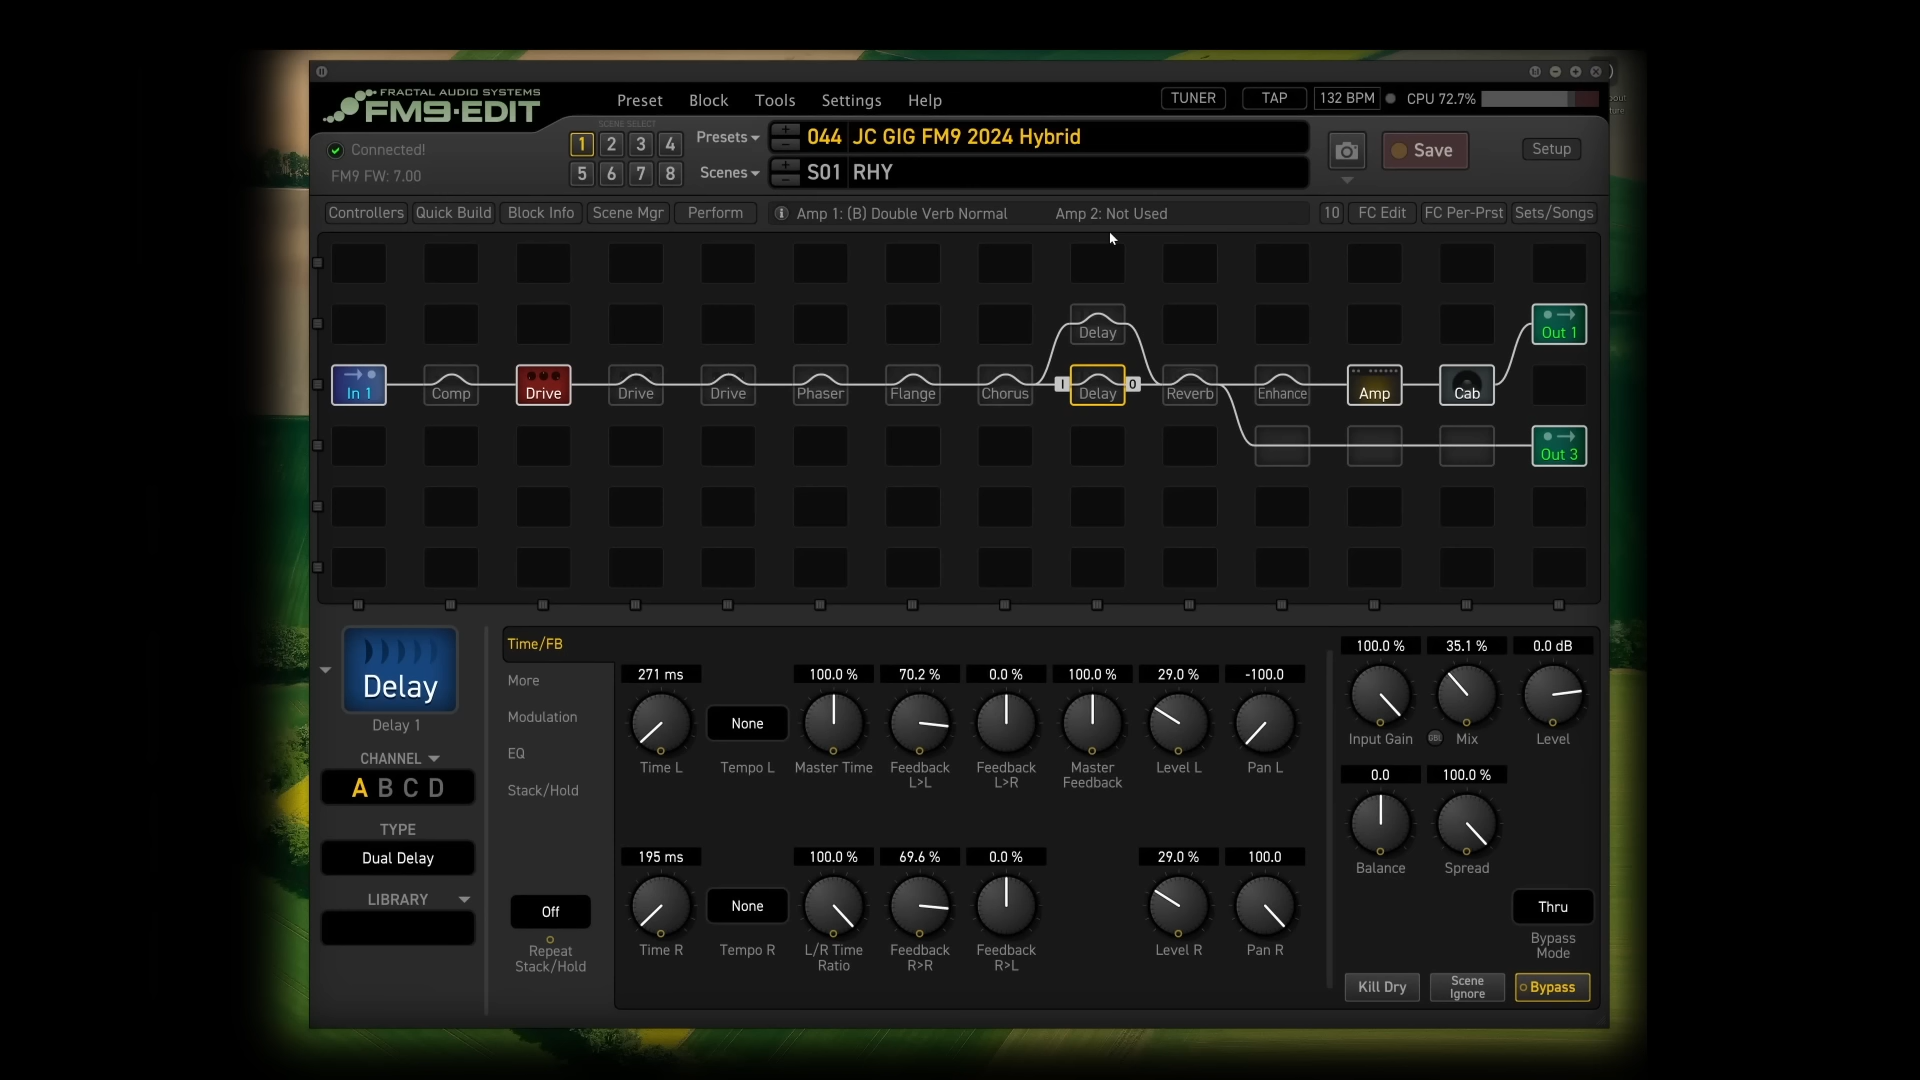 FRACTAL AUDIO SYSTEMS
FM9-EDIT
Preset Block Tools Settings Help
TUNER TAP 132 BPM CPU 72.7%
Connected!
FM9 FW: 7.00
SCENE SELECT
1 2 3 4
5 6 7 8
Presets 044 JC GIG FM9 2024 Hybrid
Scenes S01 RHY
Save
Setup
Controllers Quick Build Block Info Scene Mgr Perform
Amp 1: (B) Double Verb Normal Amp 2: Not Used
10 FC Edit FC Per-Prst Sets/Songs
Delay Out 1
In 1 Comp Drive Drive Drive Phaser Flange Chorus I Delay O Reverb Enhance Amp Cab
Out 3
Delay
Delay 1
CHANNEL
A B C D
TYPE
Dual Delay
LIBRARY
Time/FB
More
Modulation
EQ
Stack/Hold
Off
Repeat
Stack/Hold
271 ms 100.0 % 70.2 % 0.0 % 100.0 % 29.0 % -100.0
None
Time L Tempo L Master Time Feedback L>L Feedback L>R Master Feedback Level L Pan L
195 ms 100.0 % 69.6 % 0.0 % 29.0 % 100.0
None
Time R Tempo R L/R Time Ratio Feedback R>R Feedback R>L Level R Pan R
100.0 % 35.1 % 0.0 dB
Input Gain Mix Level
0.0 100.0 %
Balance Spread
Thru
Bypass
Mode
Kill Dry Scene Ignore Bypass